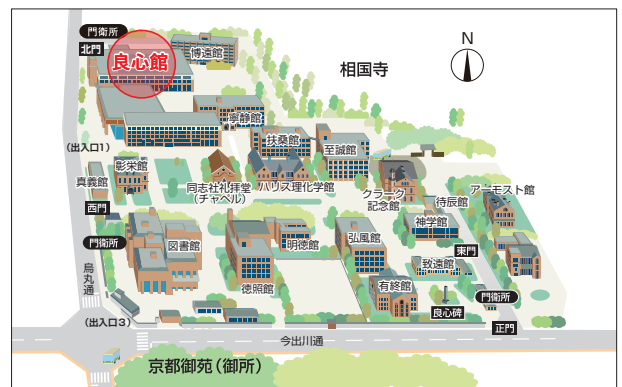 門衛所
北門
良心館
博遠館
N
相国寺
寧静館
扶桑館
至誠館
(出入口1)
彰栄館
真義館
同志社礼拝堂
(チャペル)
ハリス理化学館
クラーク
記念館
アーモスト館
待辰館
西門
神学館
門衛所
図書館
明徳館
弘風館
東門
烏丸通
致遠館
徳照館
有終館
門衛所
良心碑
(出入口3)
正門
今出川通
京都御苑(御所)